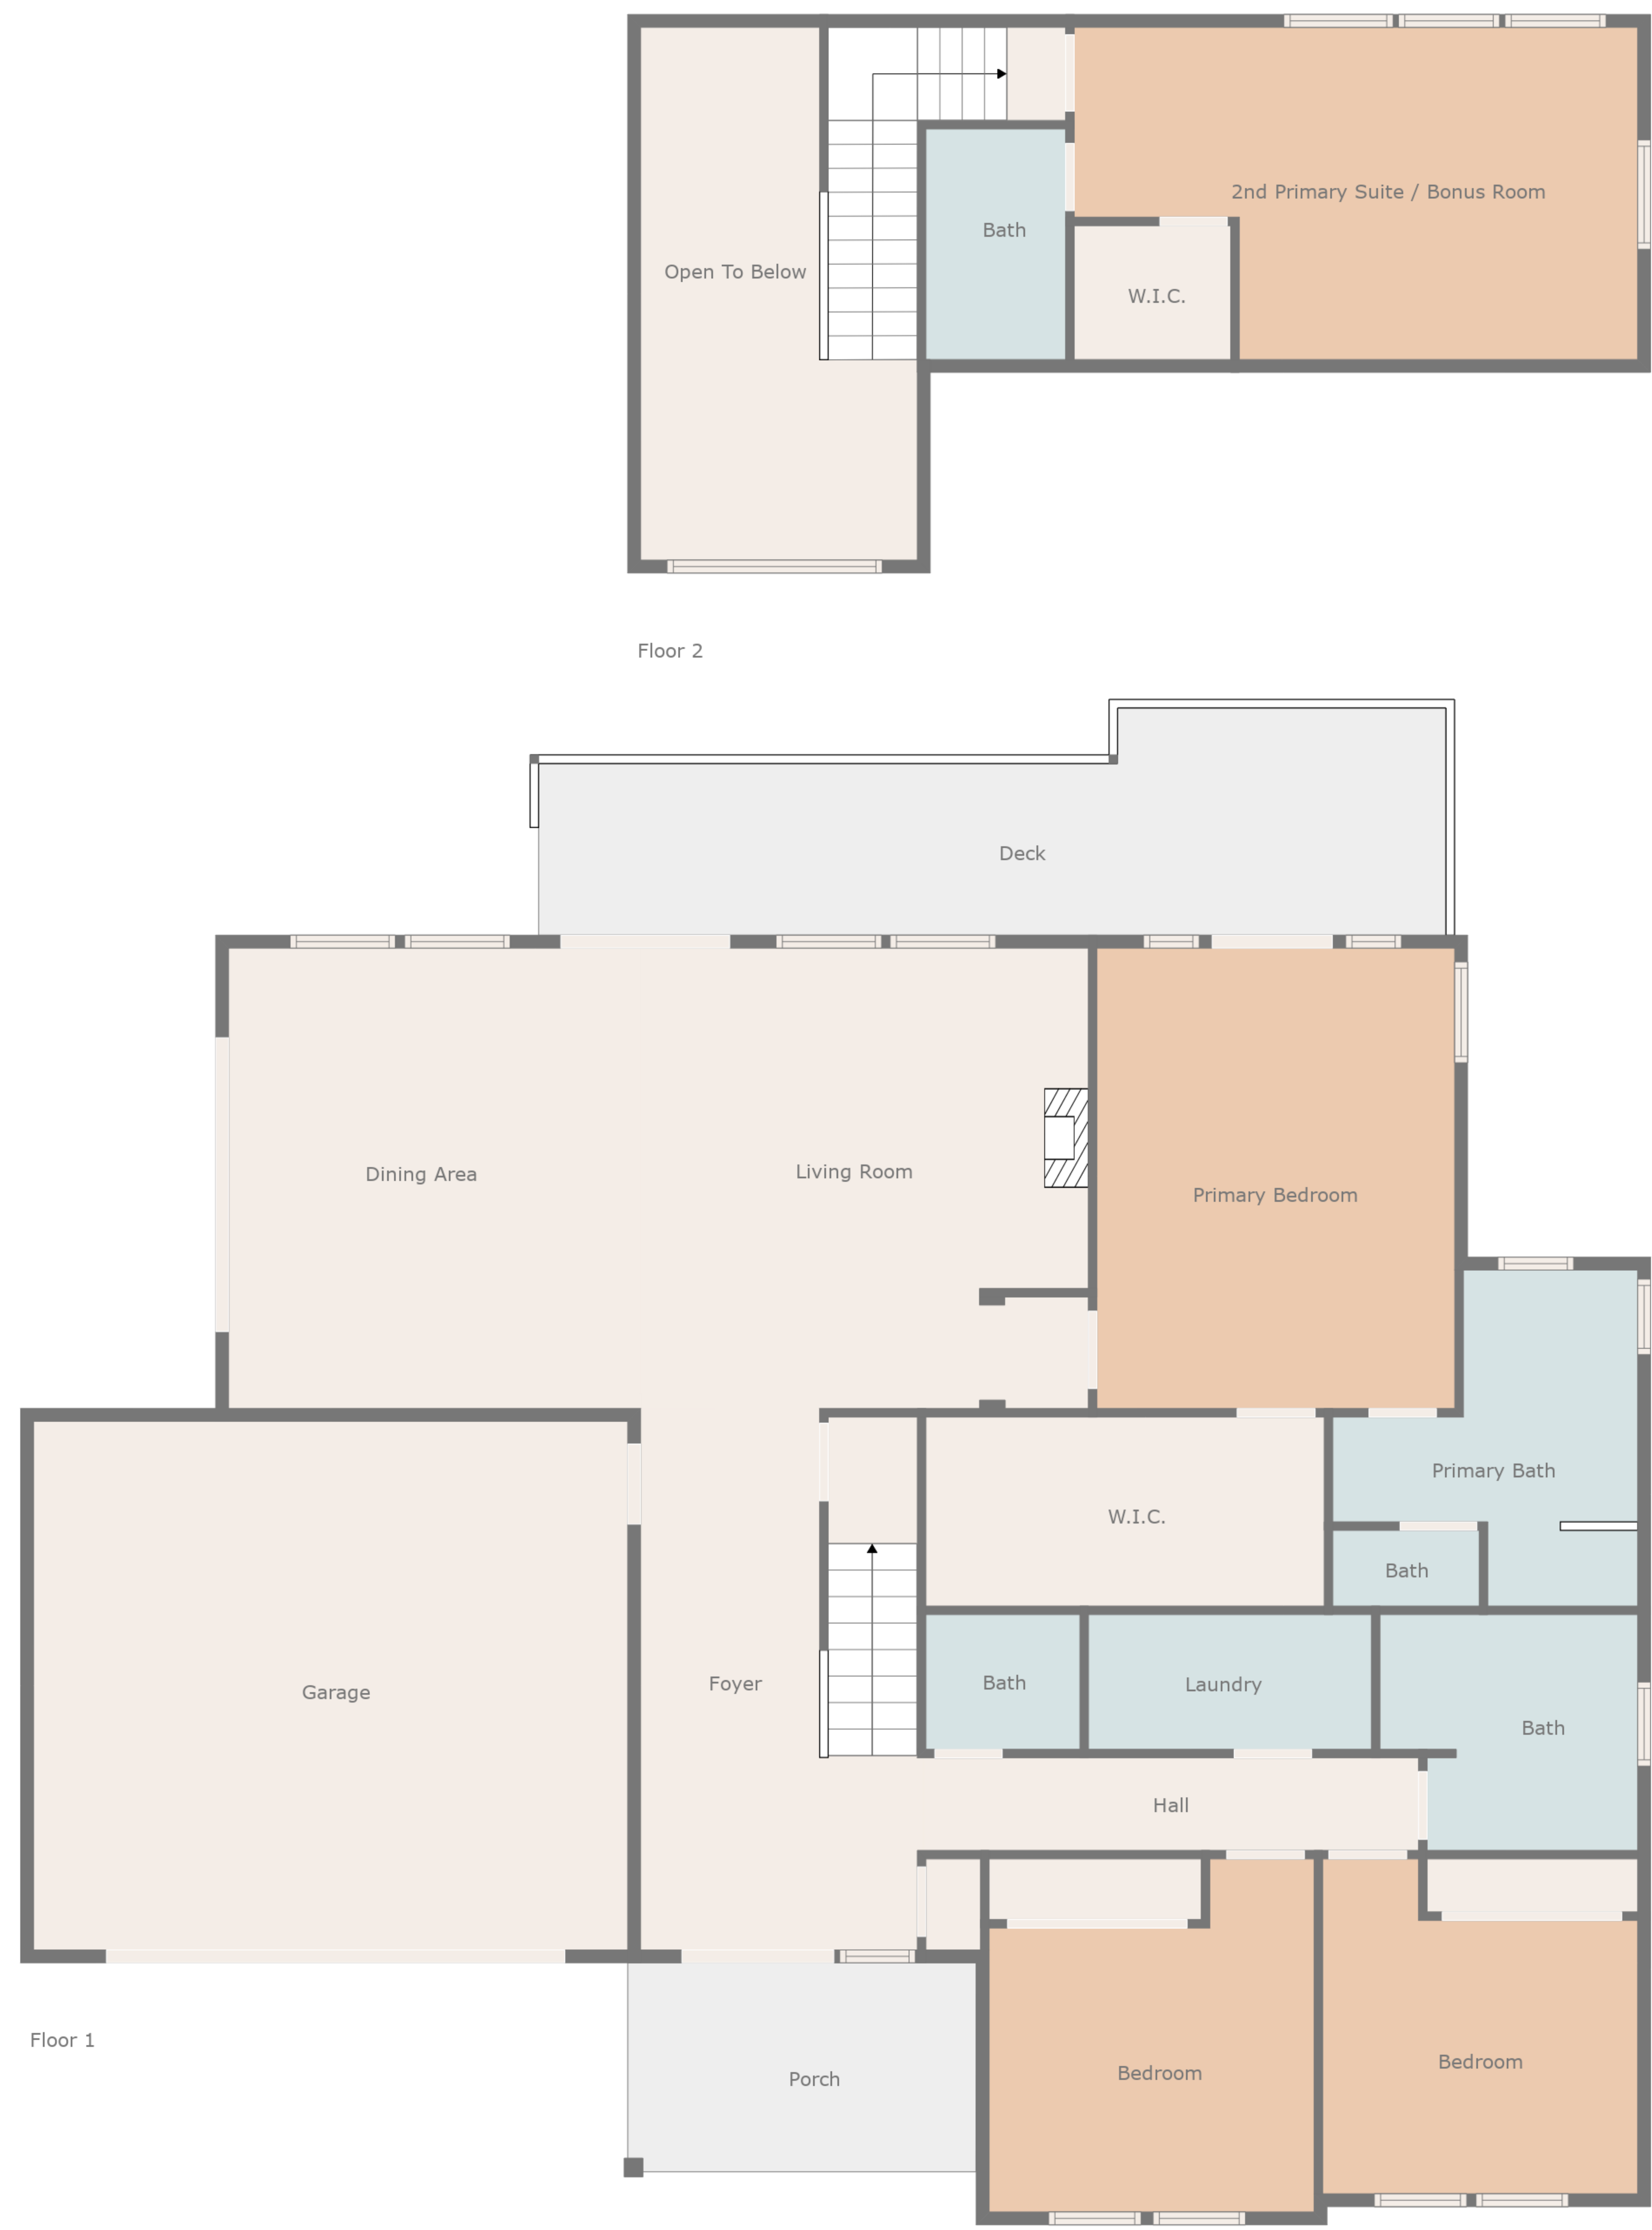 2nd Primary Suite / Bonus Room
Bath
Open To Below
W.I.C.
Floor 2
Deck
Dining Area
Living Room
Primary Bedroom
Primary Bath
W.I.C.
Bath
Garage
Foyer
Bath
Laundry
Bath
Hall
Floor 1
Porch
Bedroom
Bedroom